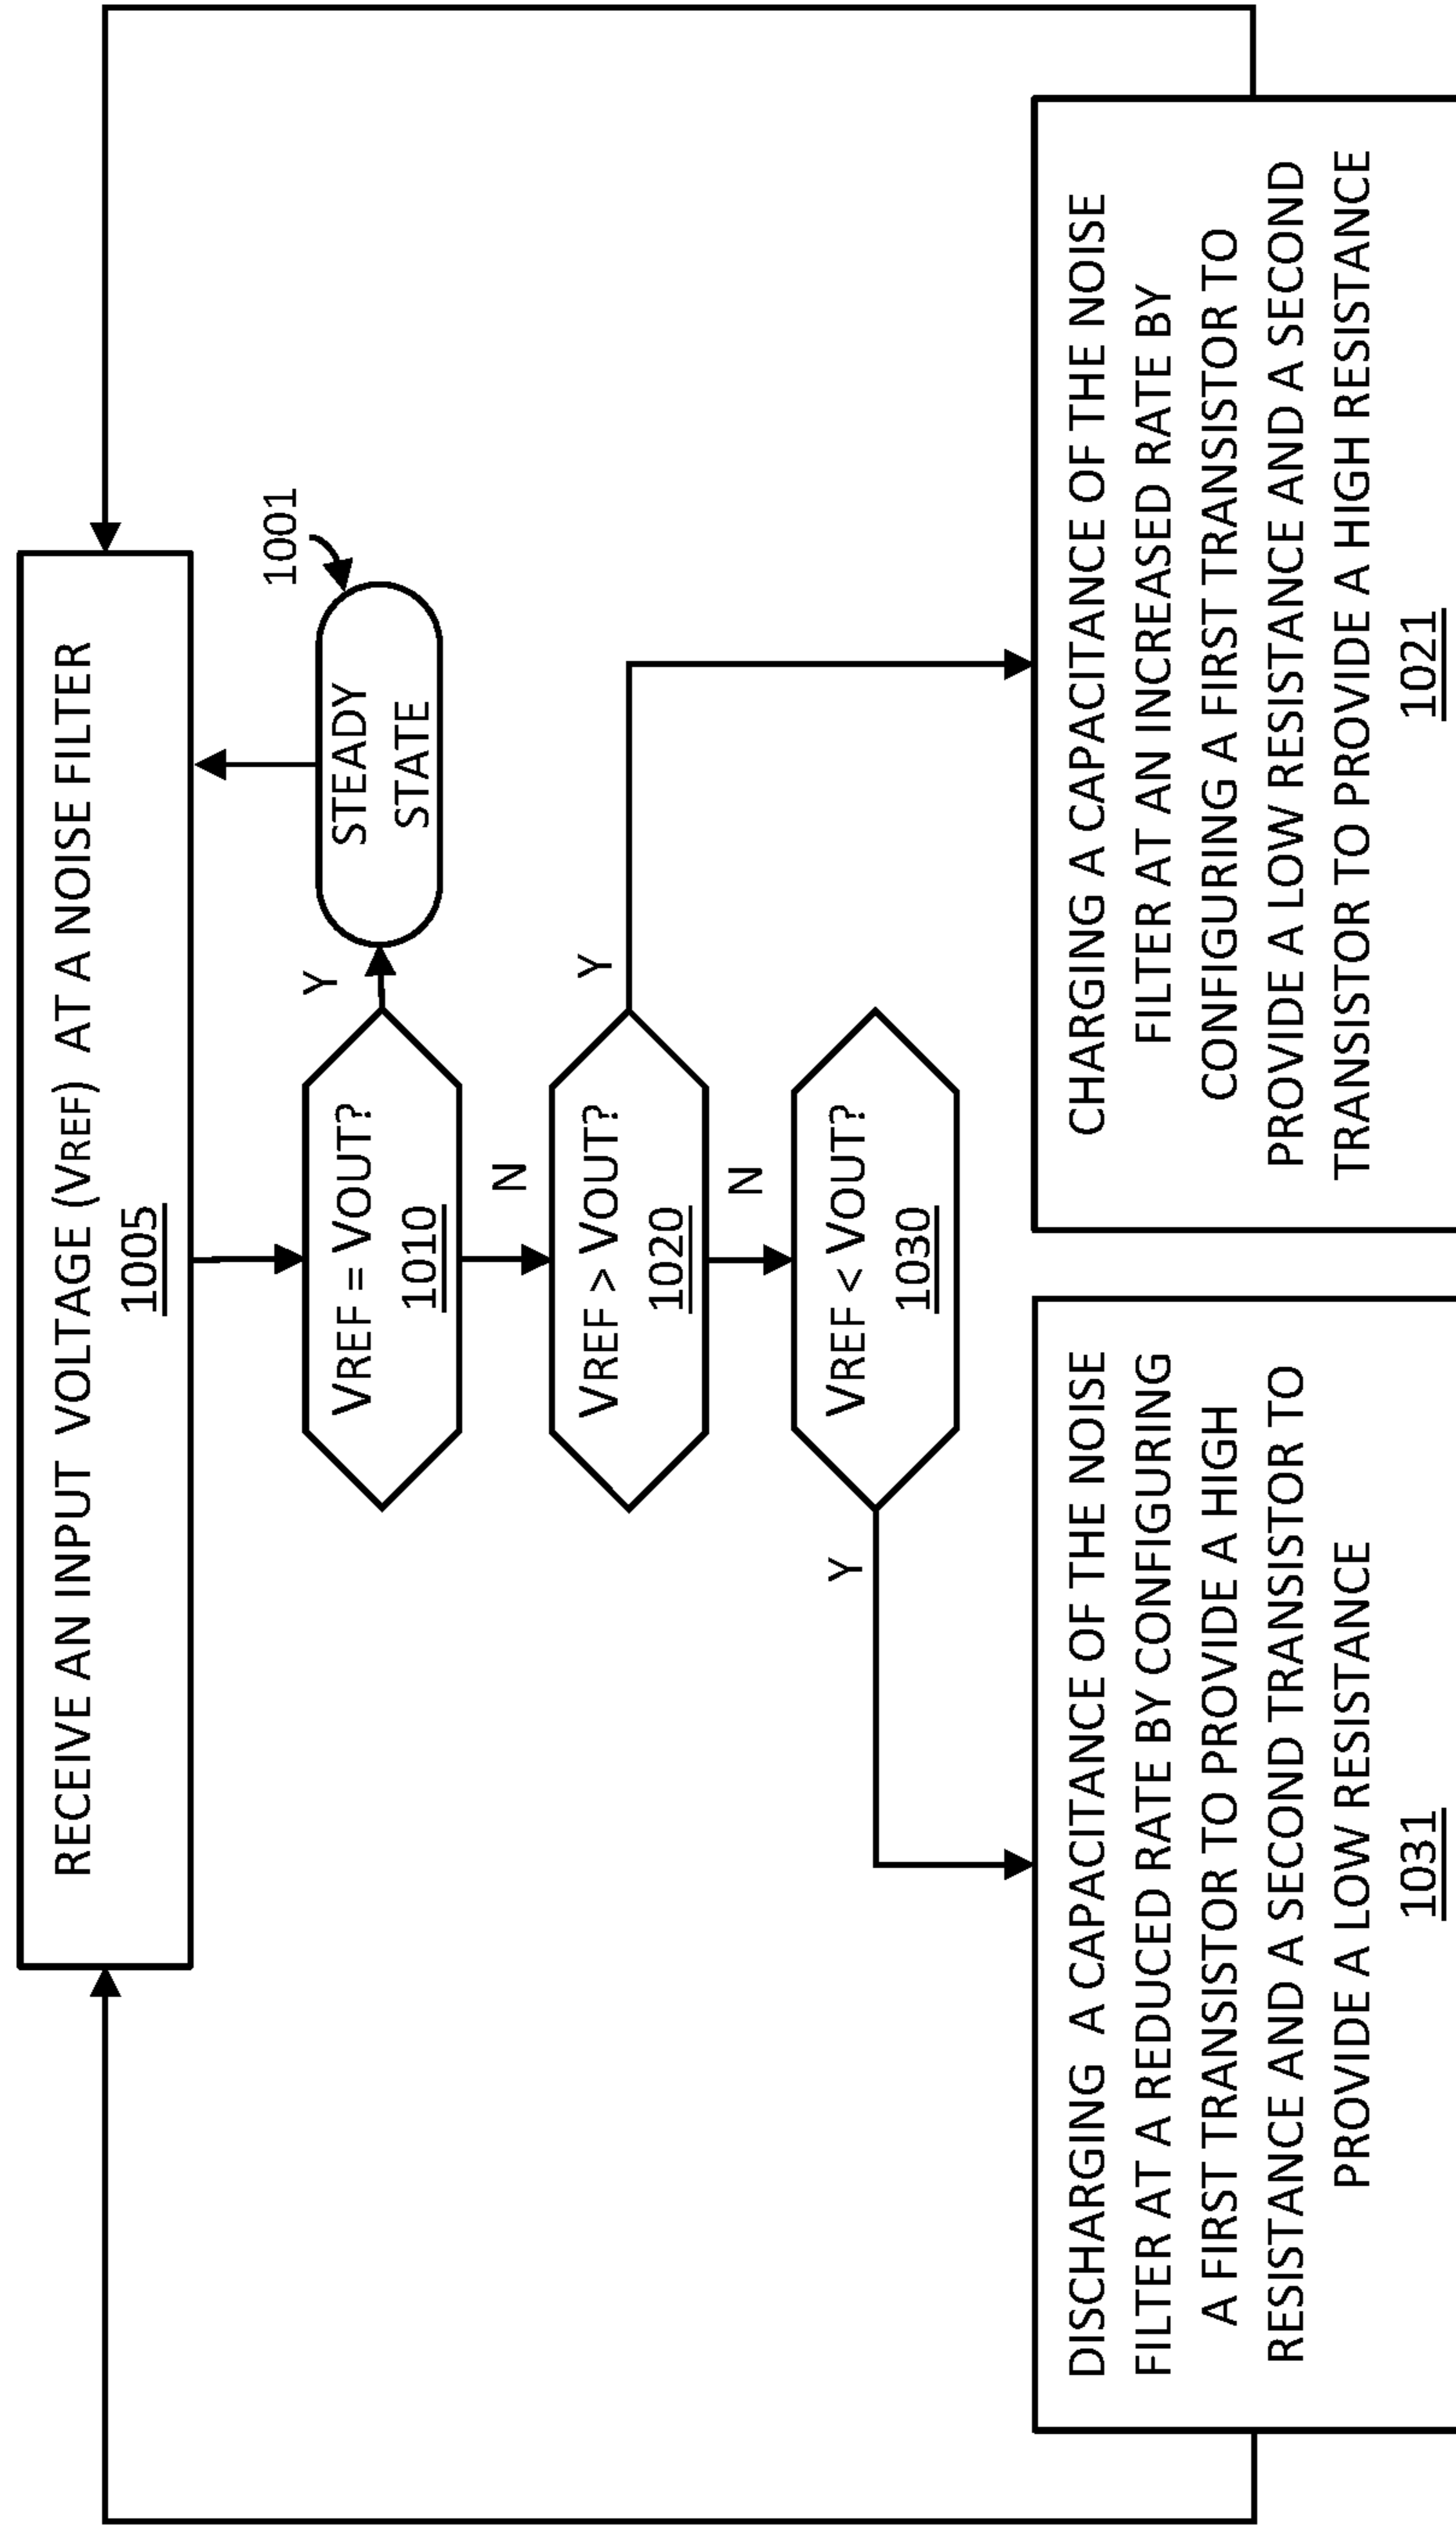 RECEIVE AN INPUT VOLTAGE (VREF) AT A NOISE FILTER
1005
1001
STEADY
STATE
Y
VREF = VOUT?
1010
N
Y
VREF > VOUT?
1020
N
VREF < VOUT?
1030
Y
DISCHARGING A CAPACITANCE OF THE NOISE
FILTER AT A REDUCED RATE BY CONFIGURING
A FIRST TRANSISTOR TO PROVIDE A HIGH
RESISTANCE AND A SECOND TRANSISTOR TO
PROVIDE A LOW RESISTANCE
1031
CHARGING A CAPACITANCE OF THE NOISE
FILTER AT AN INCREASED RATE BY
CONFIGURING A FIRST TRANSISTOR TO
PROVIDE A LOW RESISTANCE AND A SECOND
TRANSISTOR TO PROVIDE A HIGH RESISTANCE
1021